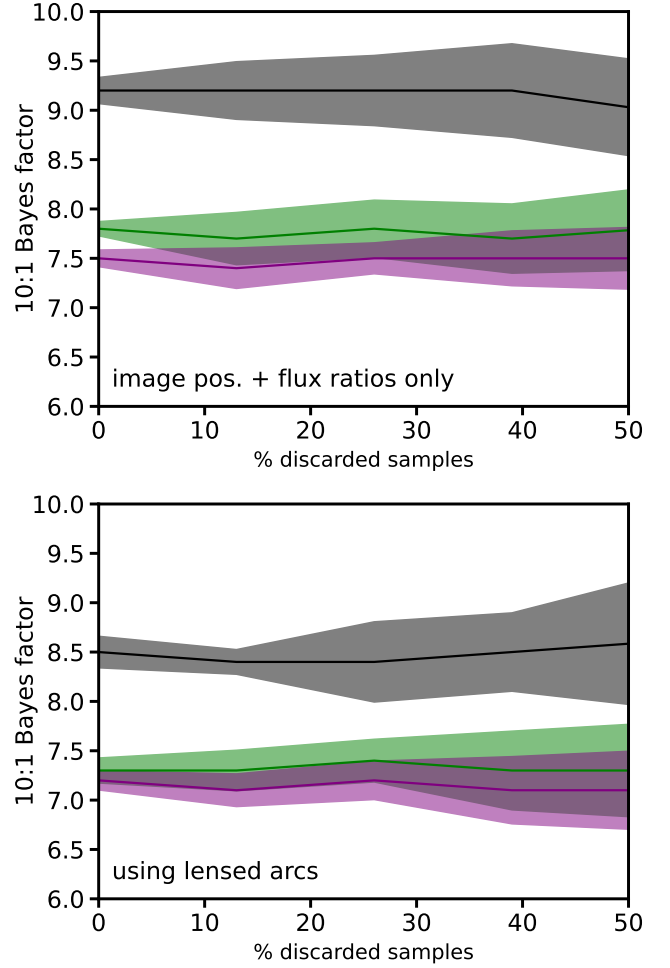 10.0
9.5
9.0
8.5
8.0
7.5
7.0
6.5
6.0
10:1 Bayes factor
image pos. + flux ratios only
0 10 20 30 40 50
% discarded samples
10.0
9.5
9.0
8.5
8.0
7.5
7.0
6.5
6.0
10:1 Bayes factor
using lensed arcs
0 10 20 30 40 50
% discarded samples